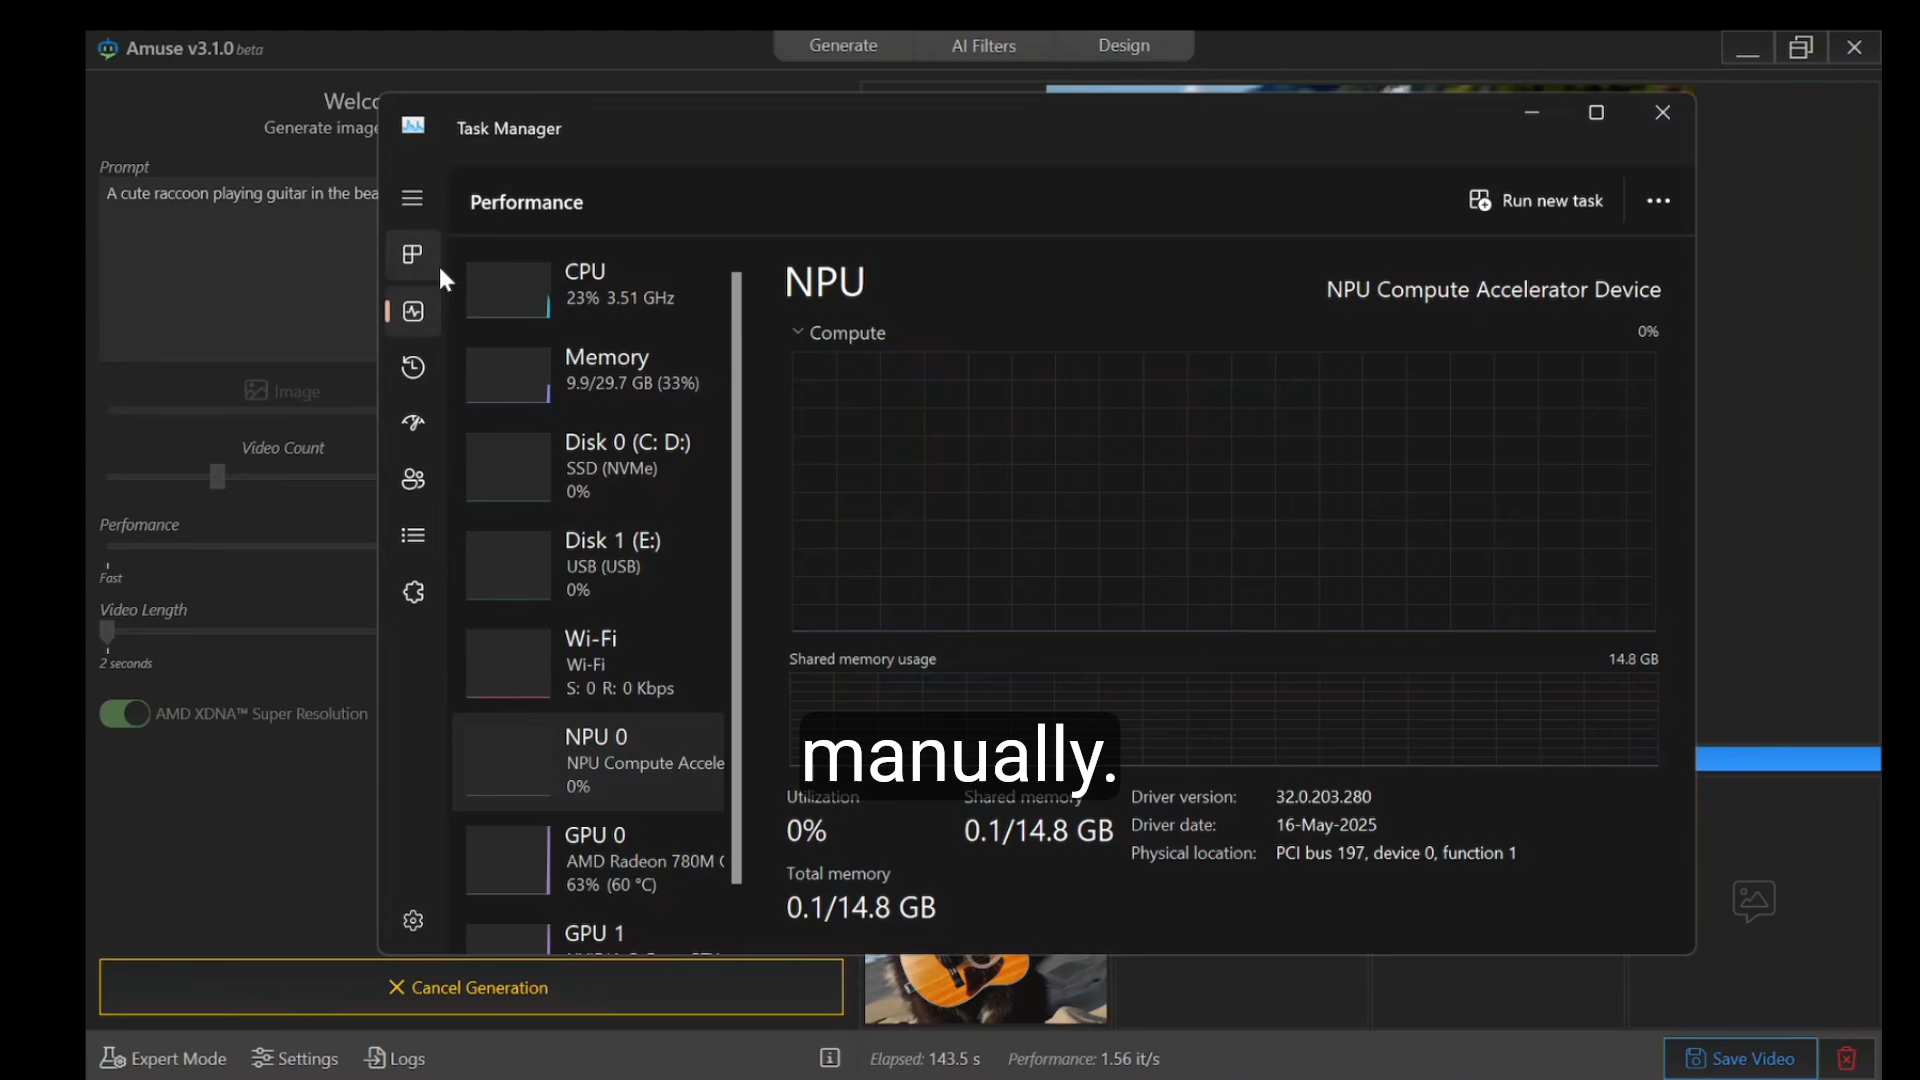 Amuse v3.1.0 beta
Generate
AI Filters
Design
Welc
Generate image
Prompt
A cute raccoon playing guitar in the bea
Image
Video Count
Perfomance
Fast
Video Length
2 seconds
AMD XDNA™ Super Resolution
Cancel Generation
Expert Mode
Settings
Logs
Elapsed: 143.5 s
Performance: 1.56 it/s
Save Video
Task Manager
Performance
Run new task
CPU
23% 3.51 GHz
Memory
9.9/29.7 GB (33%)
Disk 0 (C: D:)
SSD (NVMe)
0%
Disk 1 (E:)
USB (USB)
0%
Wi-Fi
Wi-Fi
S: 0 R: 0 Kbps
NPU 0
NPU Compute Accele
0%
GPU 0
AMD Radeon 780M
63% (60 °C)
GPU 1
NPU
NPU Compute Accelerator Device
Compute
0%
Shared memory usage
14.8 GB
manually.
Utilization
0%
Shared memory
0.1/14.8 GB
Total memory
0.1/14.8 GB
Driver version: 32.0.203.280
Driver date: 16-May-2025
Physical location: PCI bus 197, device 0, function 1